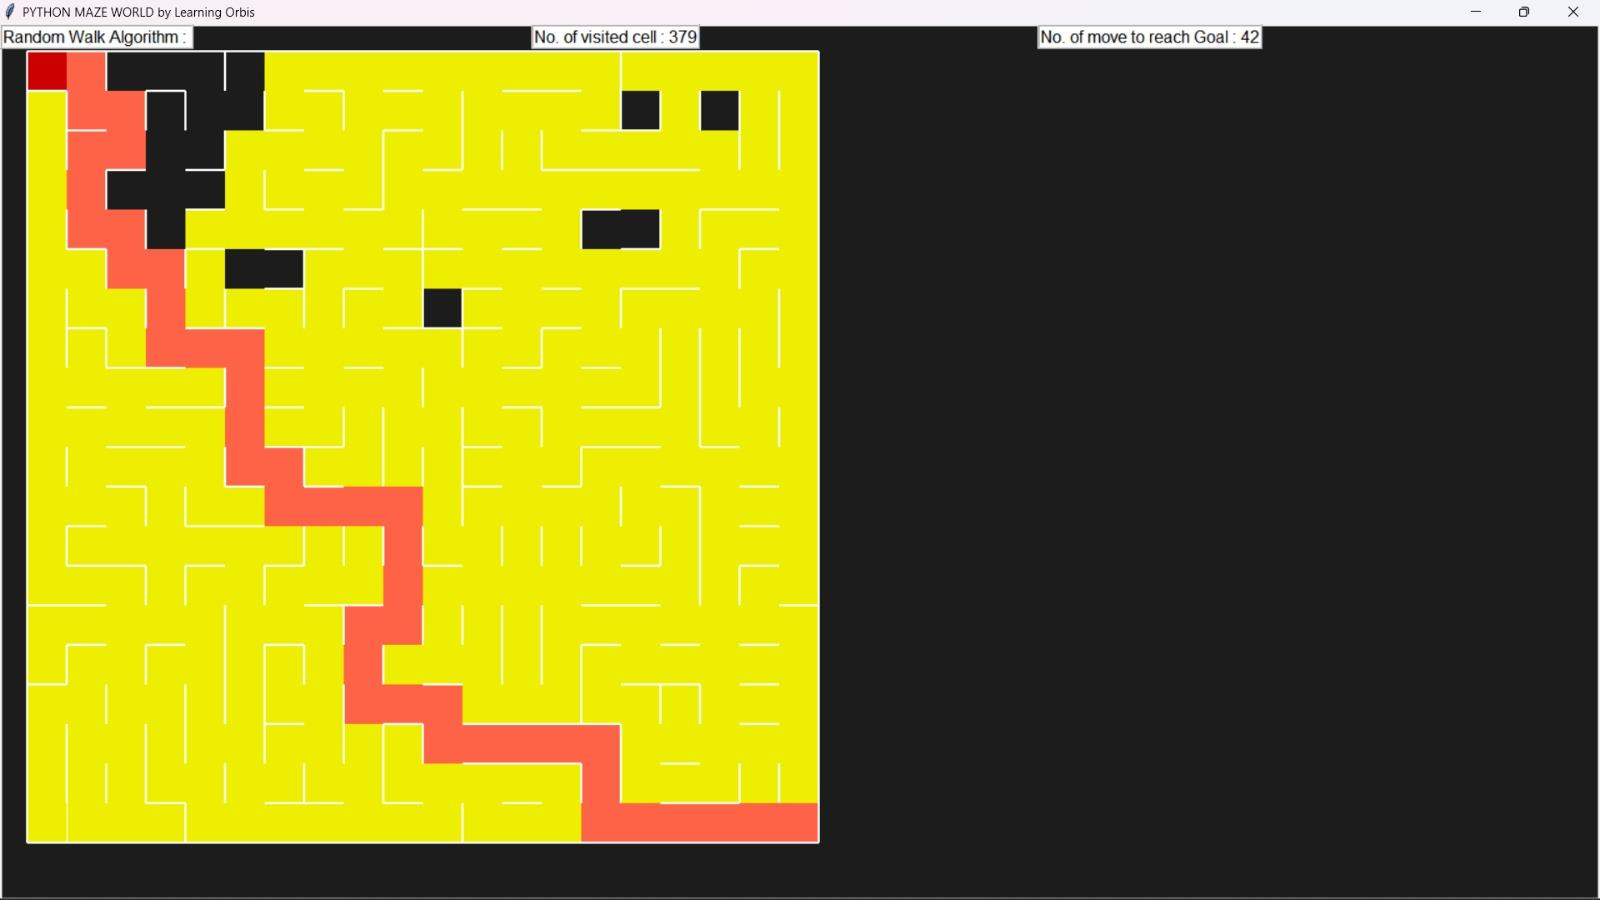 PYTHON MAZE WORLD by Learning Orbis
Random Walk Algorithm :
No. of visited cell : 379
No. of move to reach Goal : 42